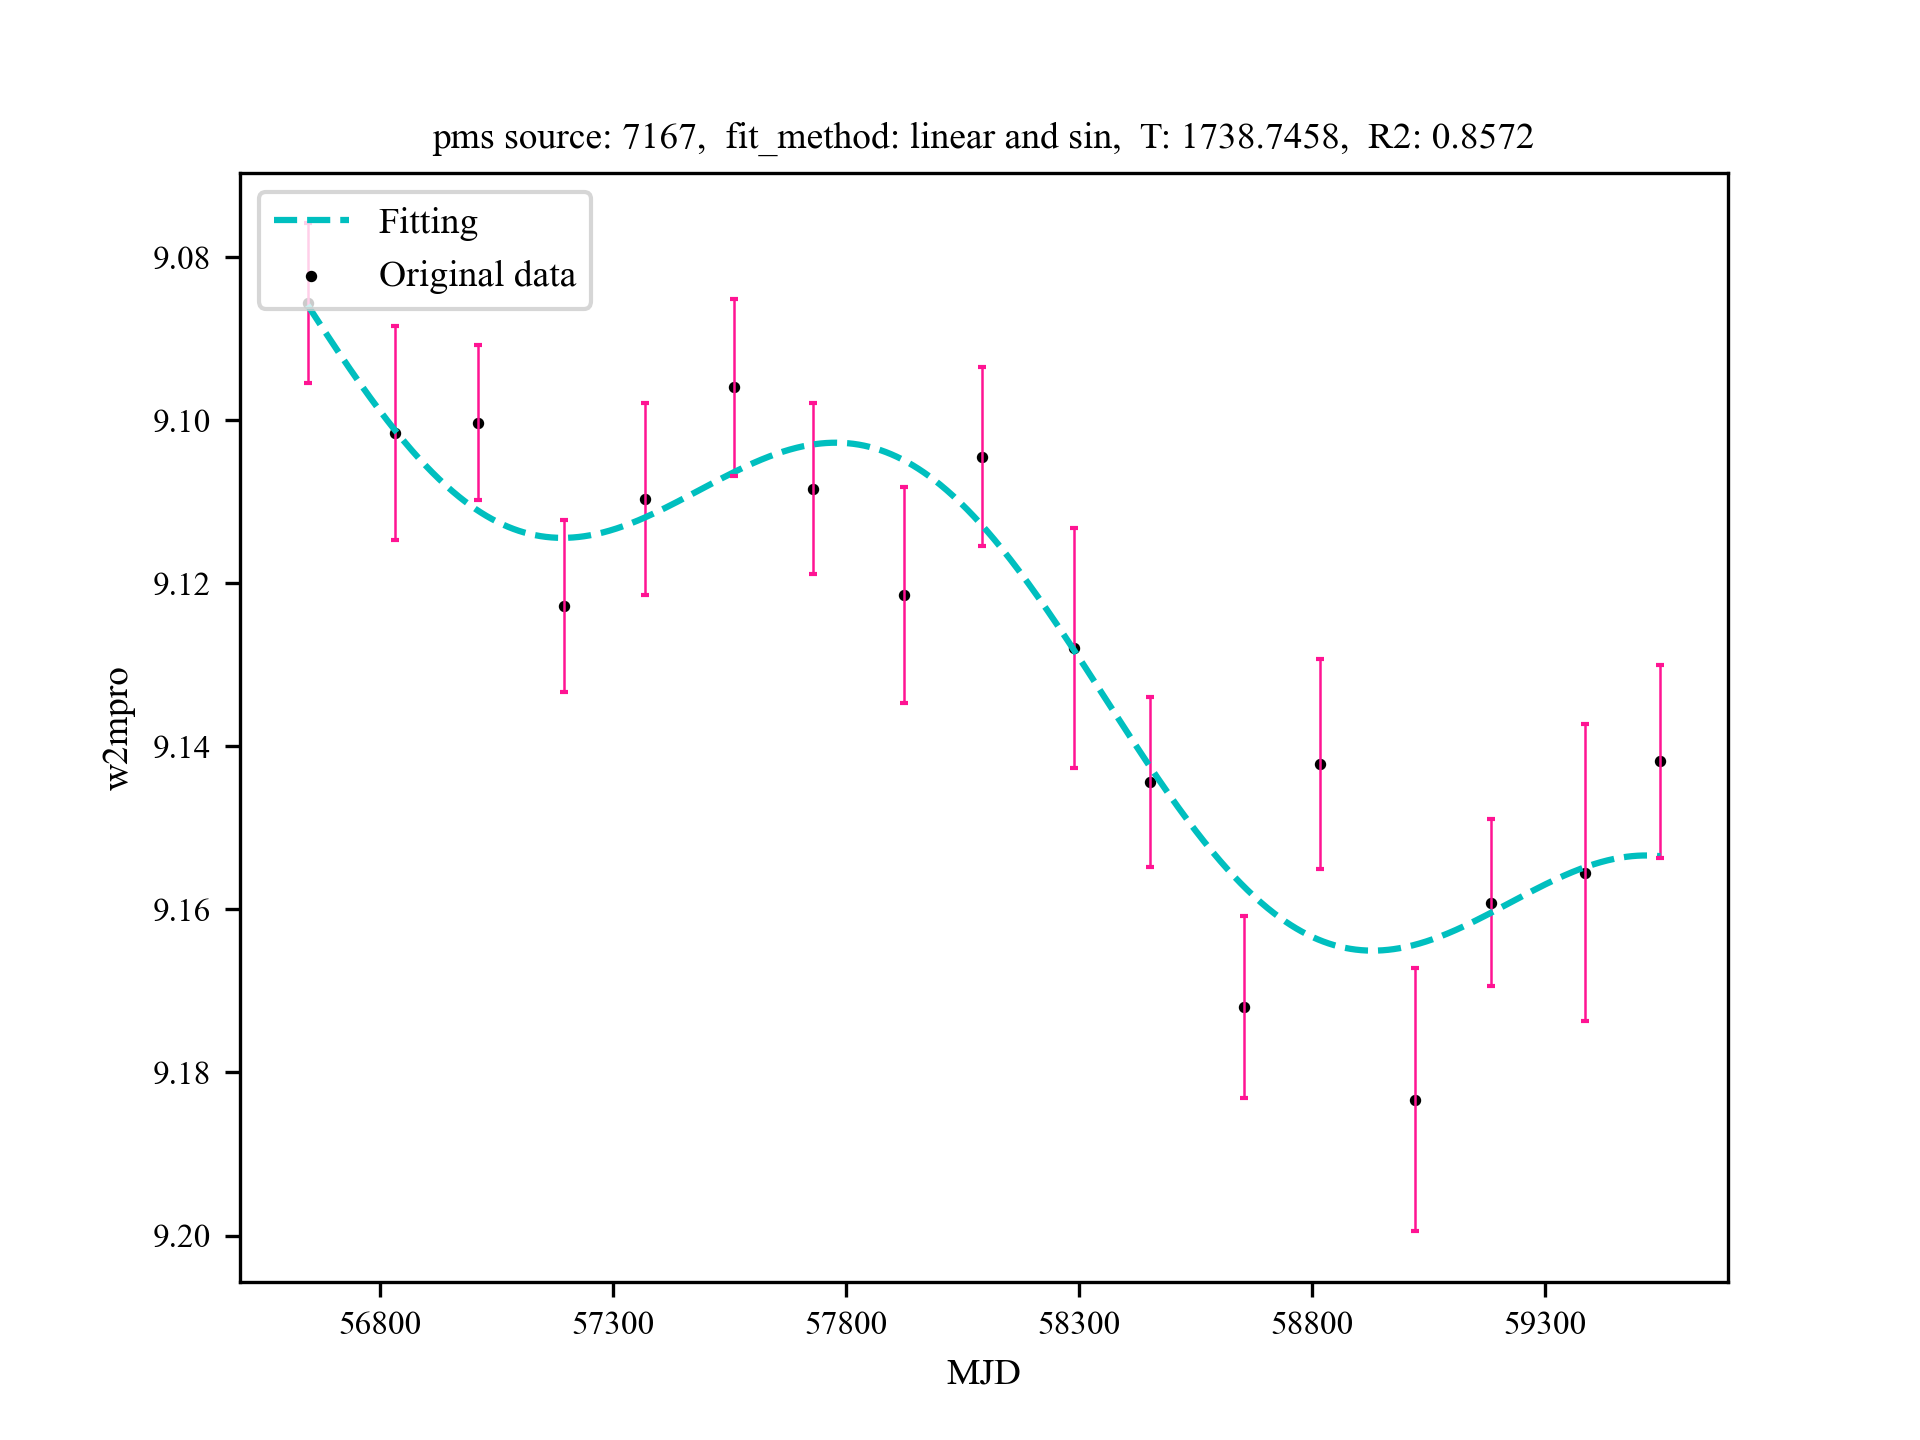 pms source: 7167,  fit_method: linear and sin,  T: 1738.7458,  R2: 0.8572
Fitting
Original data
9.08
9.10
9.12
9.14
9.16
9.18
9.20
w2mpro
56800 57300 57800 58300 58800 59300
MJD